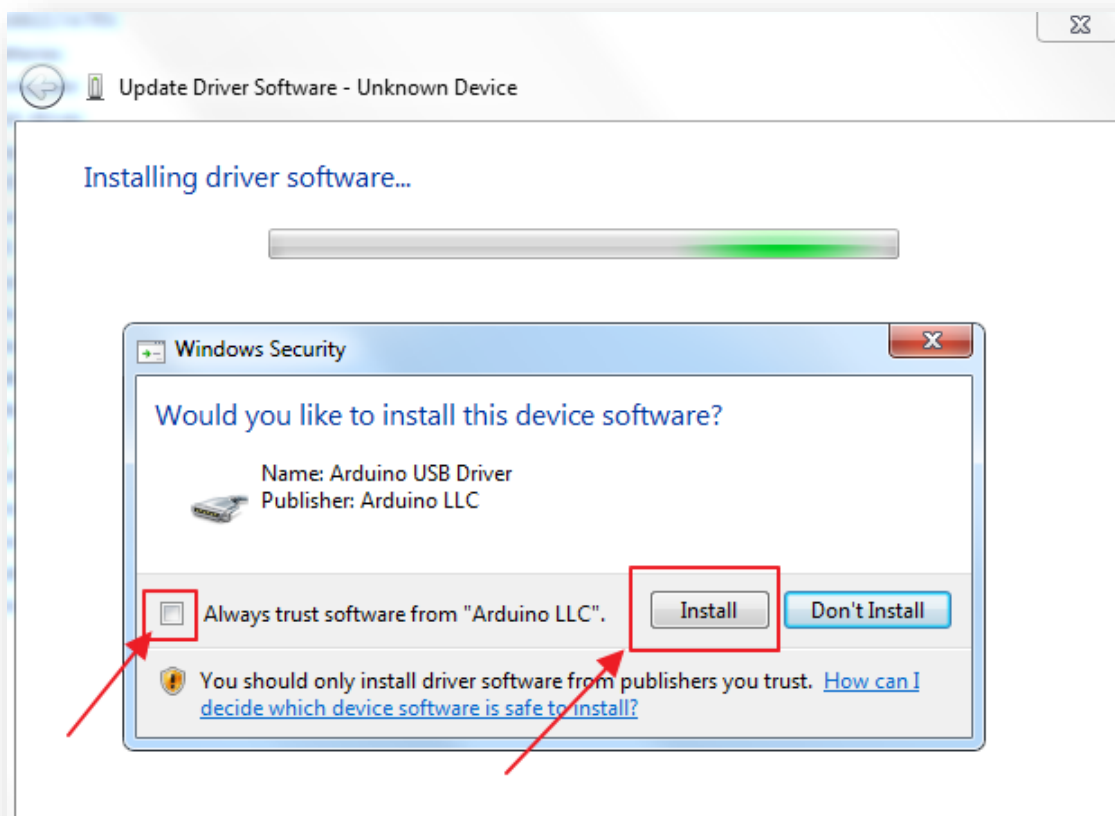 Update Driver Software - Unknown Device
Installing driver software...
Windows Security
Would you like to install this device software?
Name: Arduino USB Driver
Publisher: Arduino LLC
Always trust software from "Arduino LLC".
Install
Don't Install
You should only install driver software from publishers you trust. How can I
decide which device software is safe to install?